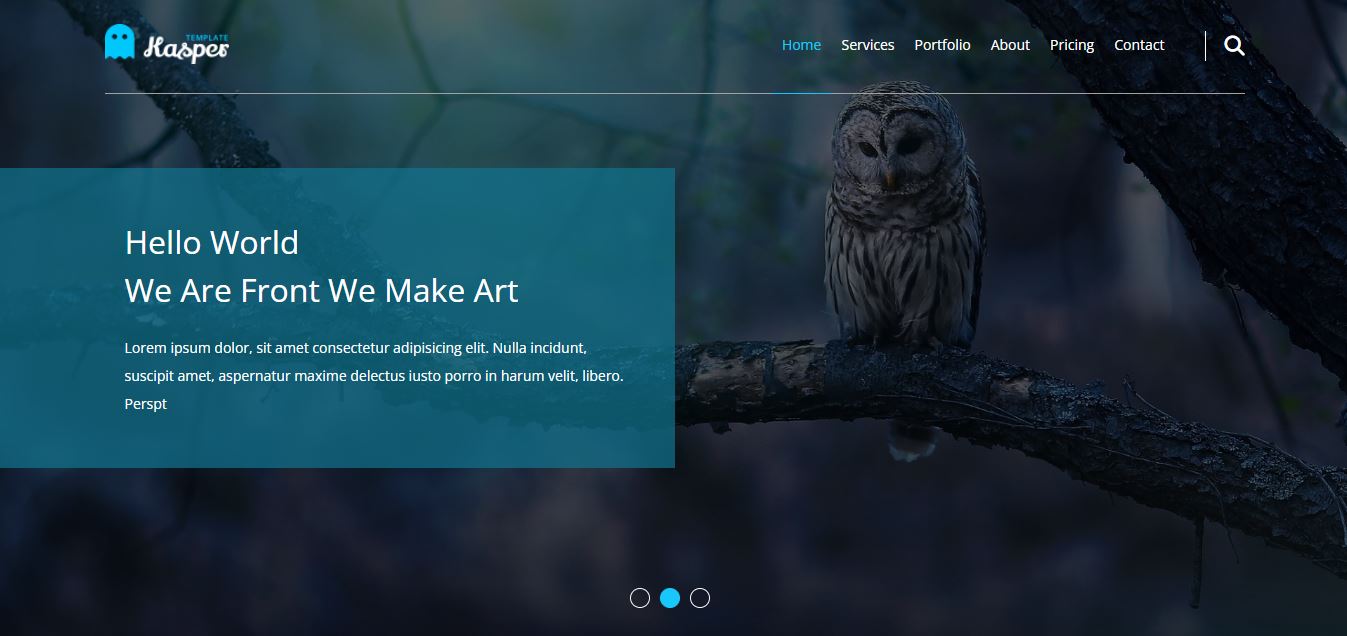 TEMPLATE
Kasper
Home Services Portfolio About Pricing Contact
Hello World
We Are Front We Make Art
Lorem ipsum dolor, sit amet consectetur adipisicing elit. Nulla incidunt,
suscipit amet, aspernatur maxime delectus iusto porro in harum velit, libero.
Perspt